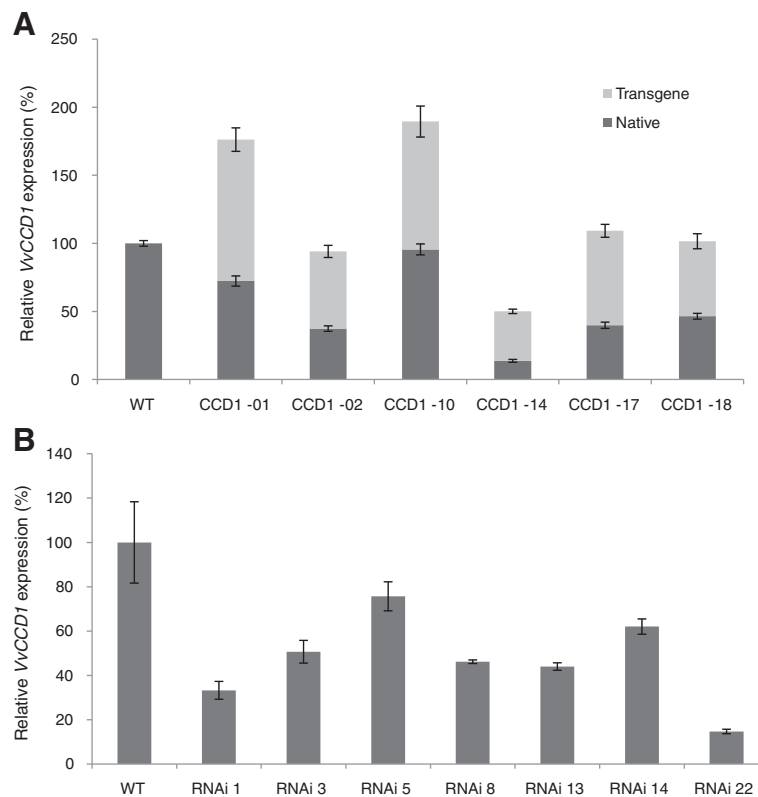 A
250
200
150
100
50
0
Relative VvCCD1 expression (%)
Transgene
Native
WT CCD1 -01 CCD1 -02 CCD1 -10 CCD1 -14 CCD1 -17 CCD1 -18
B
140
120
100
80
60
40
20
0
Relative VvCCD1 expression (%)
WT RNAi 1 RNAi 3 RNAi 5 RNAi 8 RNAi 13 RNAi 14 RNAi 22